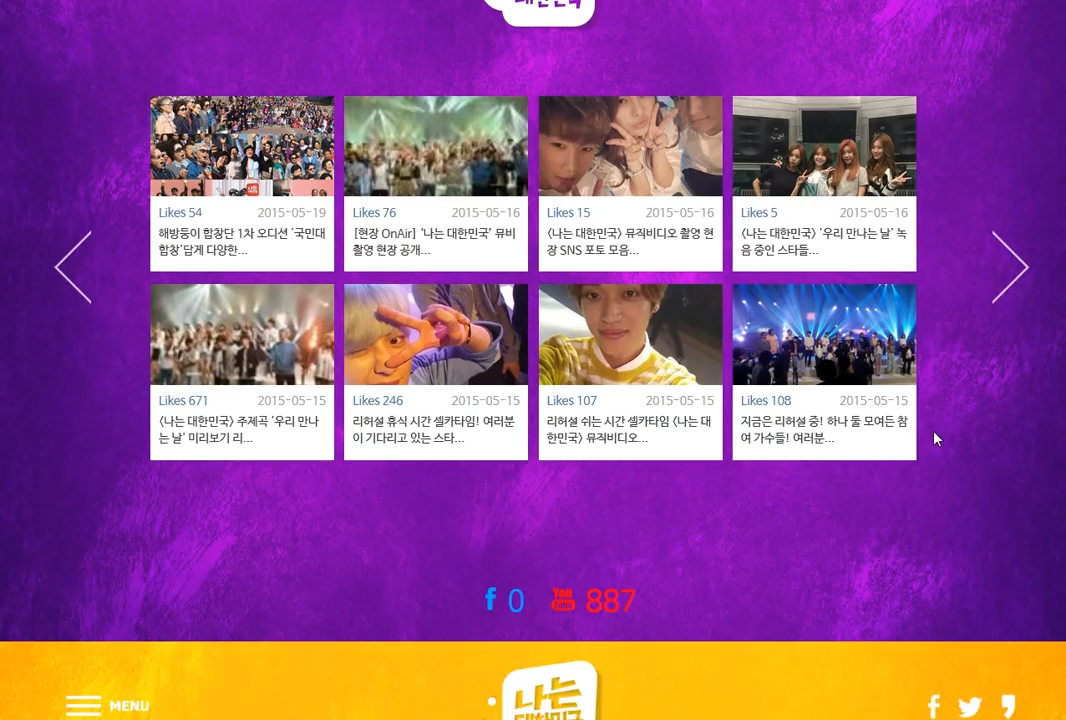 대한민국
Likes 54 2015-05-19
해방둥이 합창단 1차 오디션 '국민대
합창'답게 다양한...
Likes 76 2015-05-16
[현장 OnAir] '나는 대한민국' 뮤비
촬영 현장 공개...
Likes 15 2015-05-16
<나는 대한민국> 뮤직비디오 촬영 현
장 SNS 포토 모음...
Likes 5 2015-05-16
<나는 대한민국> '우리 만나는 날' 녹
음 중인 스타들...
Likes 671 2015-05-15
<나는 대한민국> 주제곡 '우리 만나
는 날' 미리보기 리...
Likes 246 2015-05-15
리허설 휴식 시간 셀카타임! 여러분
이 기다리고 있는 스타...
Likes 107 2015-05-15
리허설 쉬는 시간 셀카타임 <나는 대
한민국> 뮤직비디오...
Likes 108 2015-05-15
지금은 리허설 중! 하나 둘 모여든 참
여 가수들! 여러분...
f 0 You Tube 887
MENU
나는
대한민국